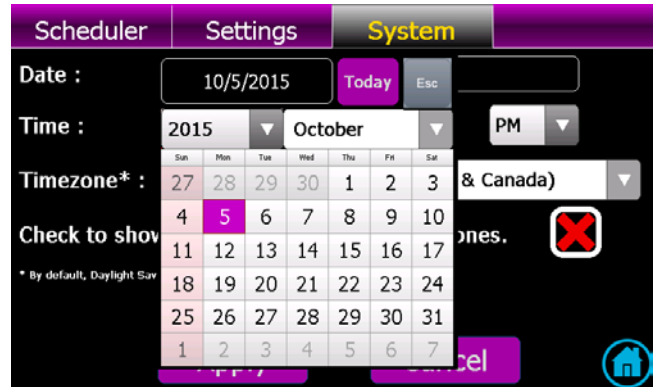 Scheduler Settings System
Date : 10/5/2015 Today Esc
Time : 2015 October PM
Sun Mon Tue Wed Thu Fri Sat
Timezone* : 27 28 29 30 1 2 3 & Canada)
4 5 6 7 8 9 10
Check to show ones.
11 12 13 14 15 16 17
* By default, Daylight Sav
18 19 20 21 22 23 24
25 26 27 28 29 30 31
1 2 3 4 5 6 7